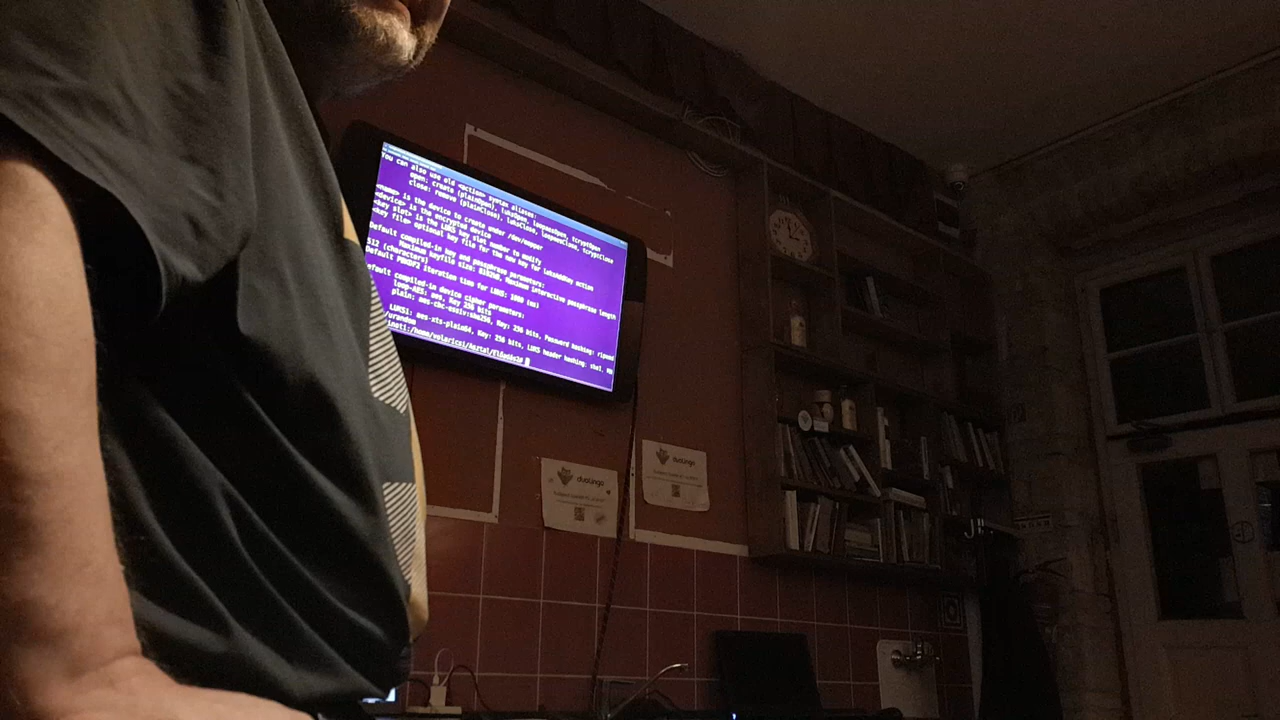 You can also use old <action> syntax aliases:
open: create (plainOpen), luksOpen, loopaesOpen, tcryptOpen
close: remove (plainClose), luksClose, loopaesClose, tcryptClose
<name> is the device to create under /dev/mapper
<device> is the encrypted device
<key slot> is the LUKS key slot number to modify
<key file> optional key file for the new key for luksAddKey action
Default compiled-in key and passphrase parameters:
Maximum keyfile size: 8192kB, Maximum interactive passphrase length
512 (characters)
Default PBKDF2 iteration time for LUKS: 1000 (ms)
efault compiled-in device cipher parameters:
loop-AES: aes, Key 256 bits
plain: aes-cbc-essiv:sha256, Key: 256 bits, Password hashing: ripemd
LUKS1: aes-xts-plain64, Key: 256 bits, LUKS header hashing: sha1, RN
/urandom
duolingo
duolingo